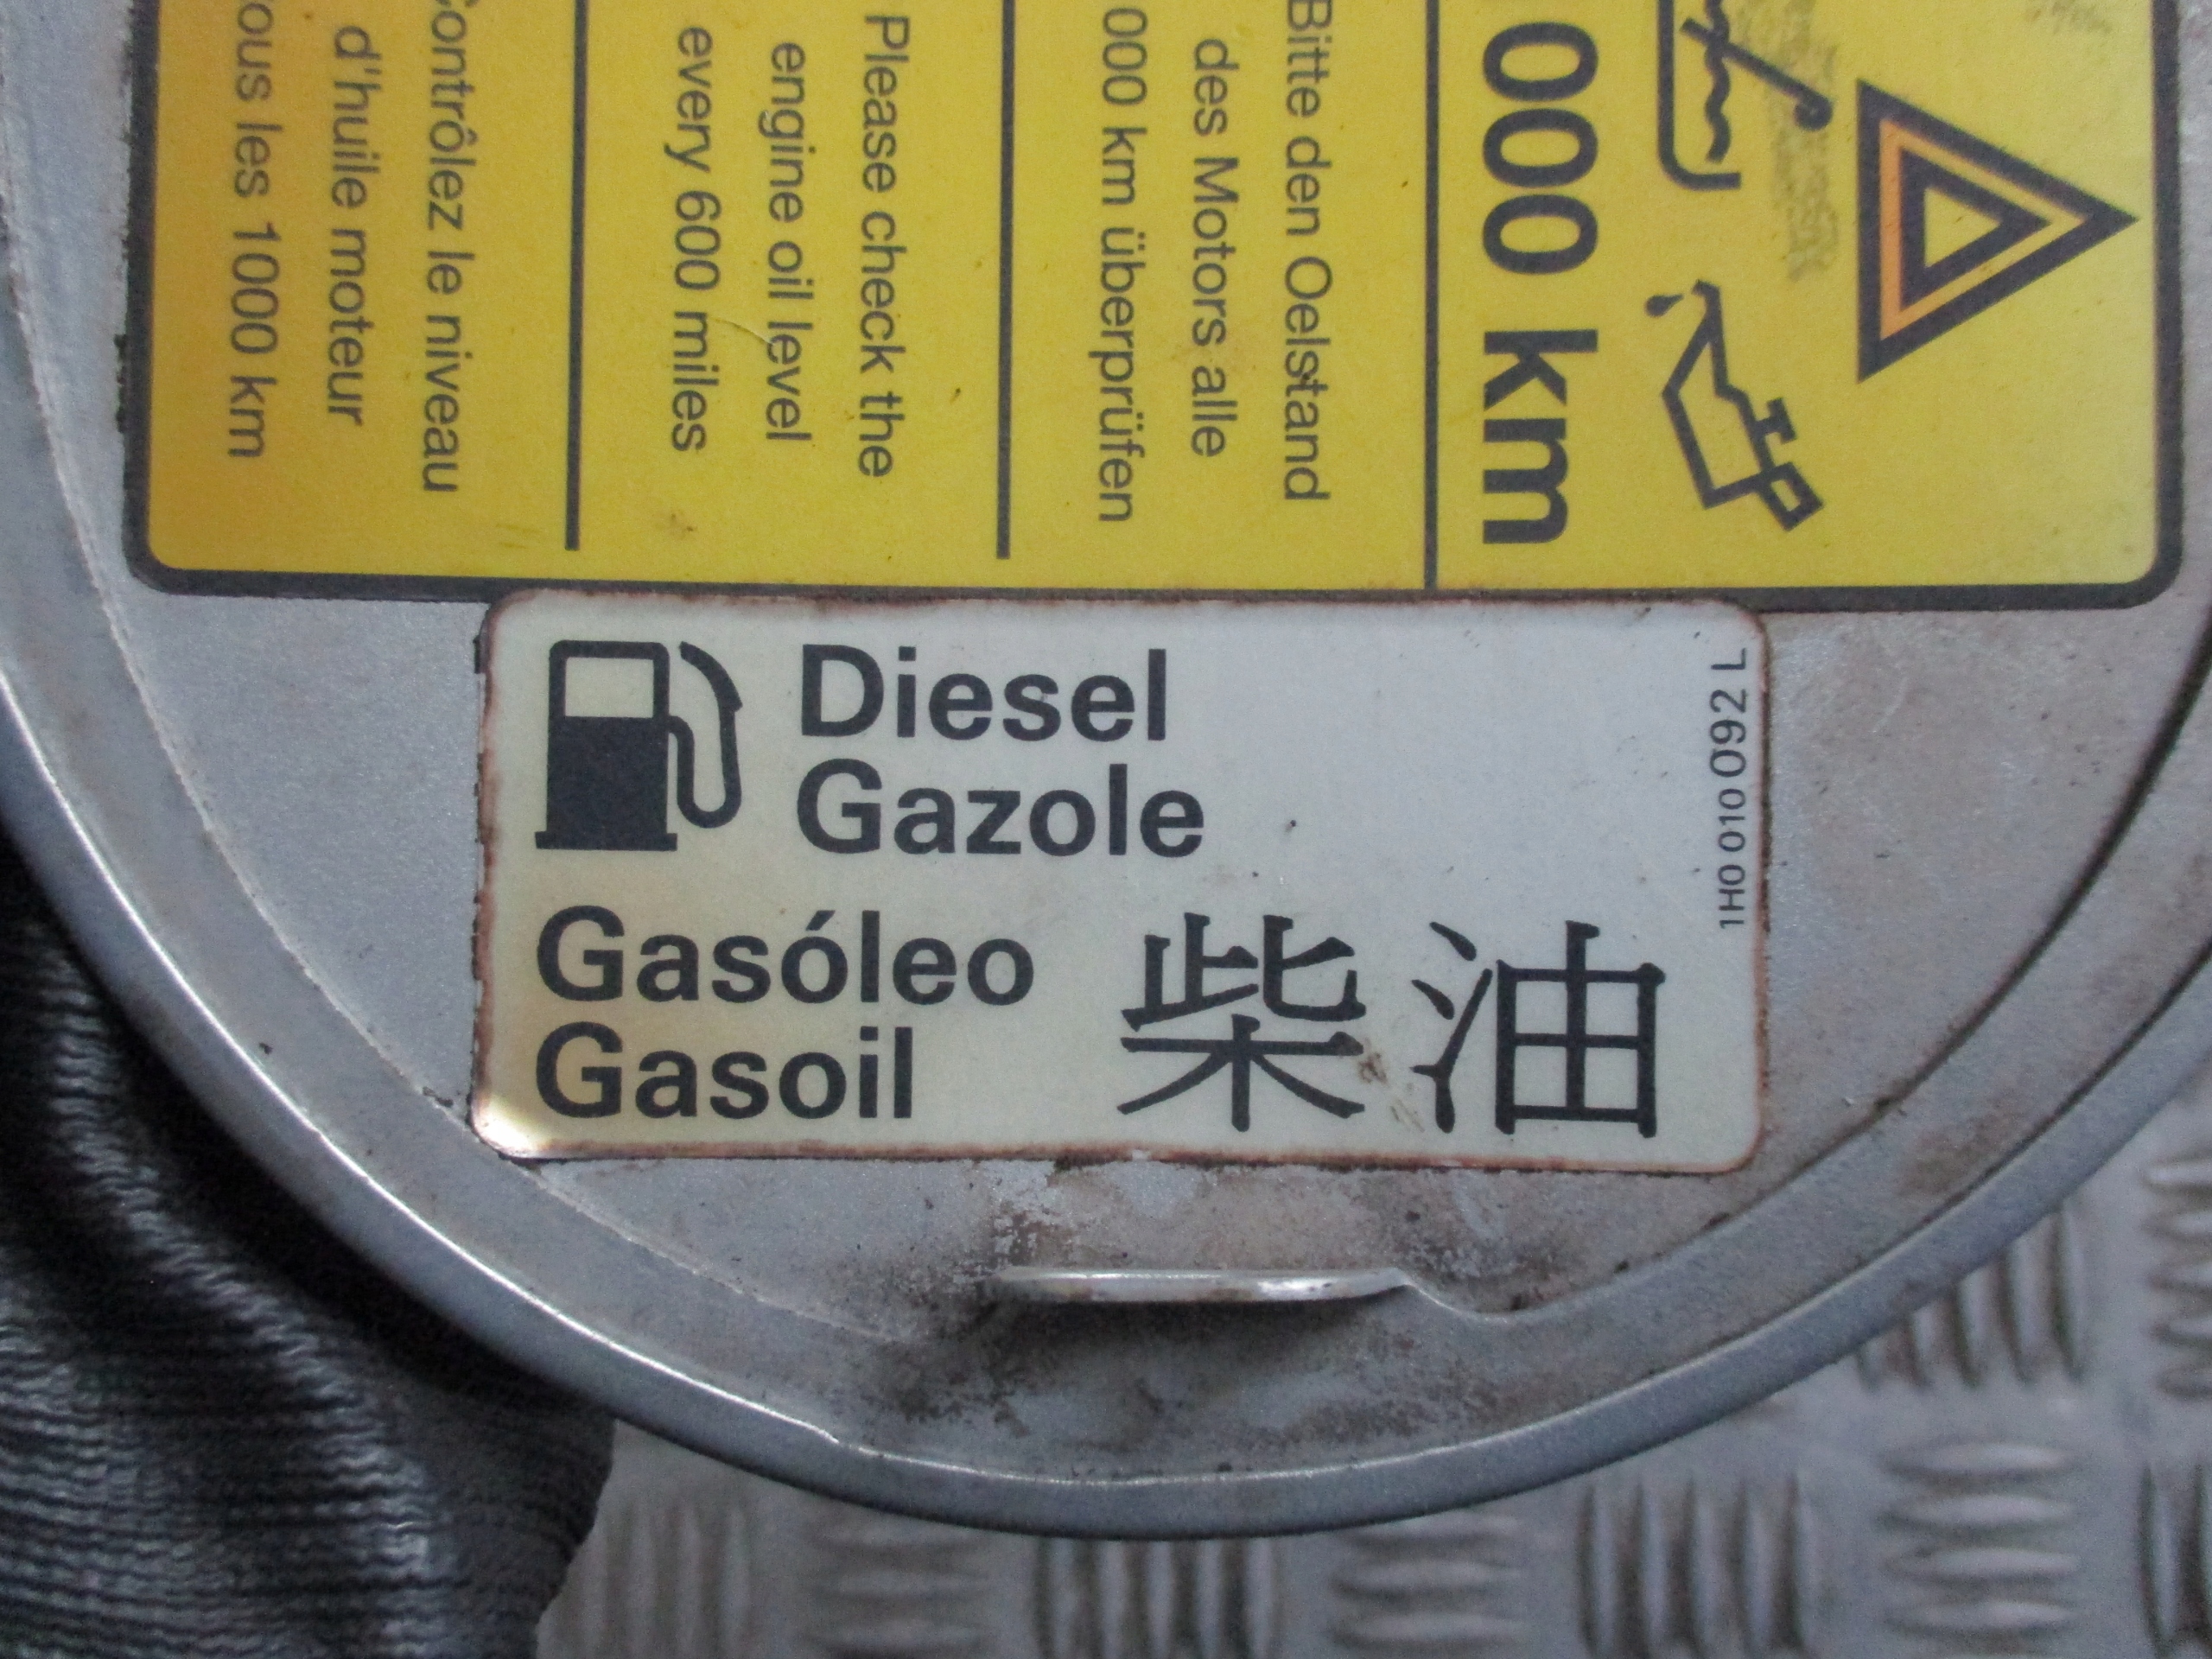 000 km
Bitte den Oelstand
des Motors alle
000 km überprüfen
Please check the
engine oil level
every 600 miles
Contrôlez le niveau
d'huile moteur
ous les 1000 km
Diesel
Gazole
Gasóleo
Gasoil
柴油
1H0 010 092 L